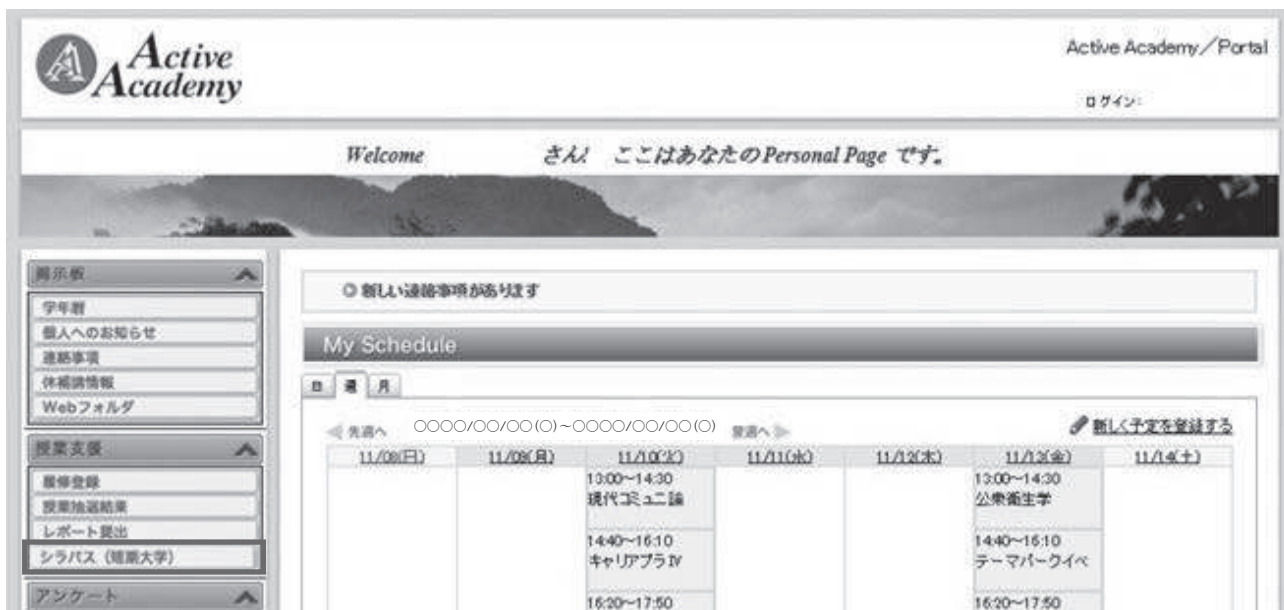 Active
Academy
Active Academy／Portal
ログイン:
Welcome さん! ここはあなたのPersonal Page です。
掲示板
学年暦
個人へのお知らせ
連絡事項
休補講情報
Webフォルダ
授業支援
履修登録
授業抽選結果
レポート提出
シラバス（短期大学）
アンケート
新しい連絡事項があります
My Schedule
日 週 月
先週へ ○○○○/○○/○○(○)~○○○○/○○/○○(○) 翌週へ
新しく予定を登録する
11/08(日) 11/09(月) 11/10(火) 11/11(水) 11/12(木) 11/13(金) 11/14(土)
13:00～14:30 13:00～14:30
現代コミュニ論 公衆衛生学
14:40～16:10 14:40～16:10
キャリアプラⅣ テーマパークイベ
16:20～17:50 16:20～17:50